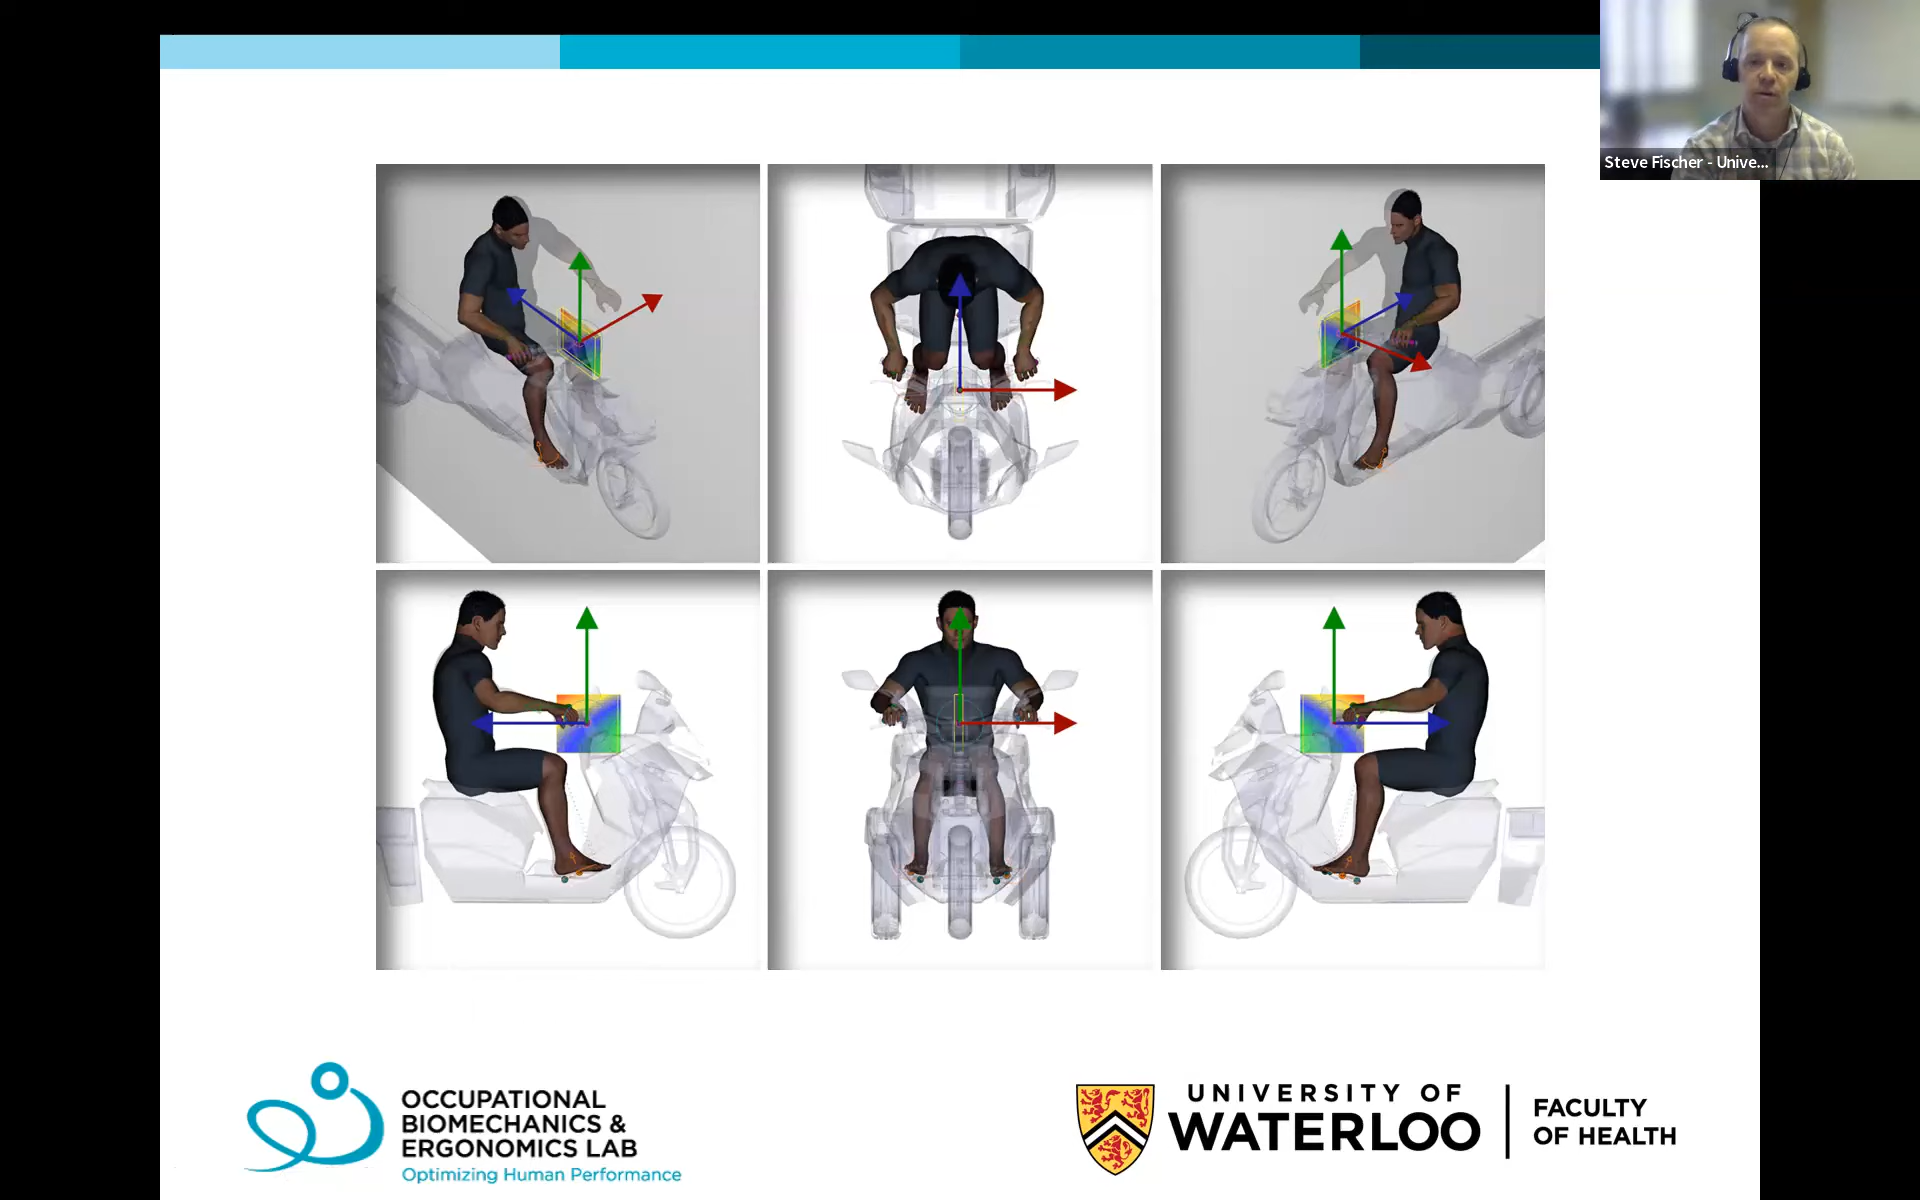 Steve Fischer - Unive...
OCCUPATIONAL
BIOMECHANICS &
ERGONOMICS LAB
Optimizing Human Performance
UNIVERSITY OF
WATERLOO
FACULTY
OF HEALTH